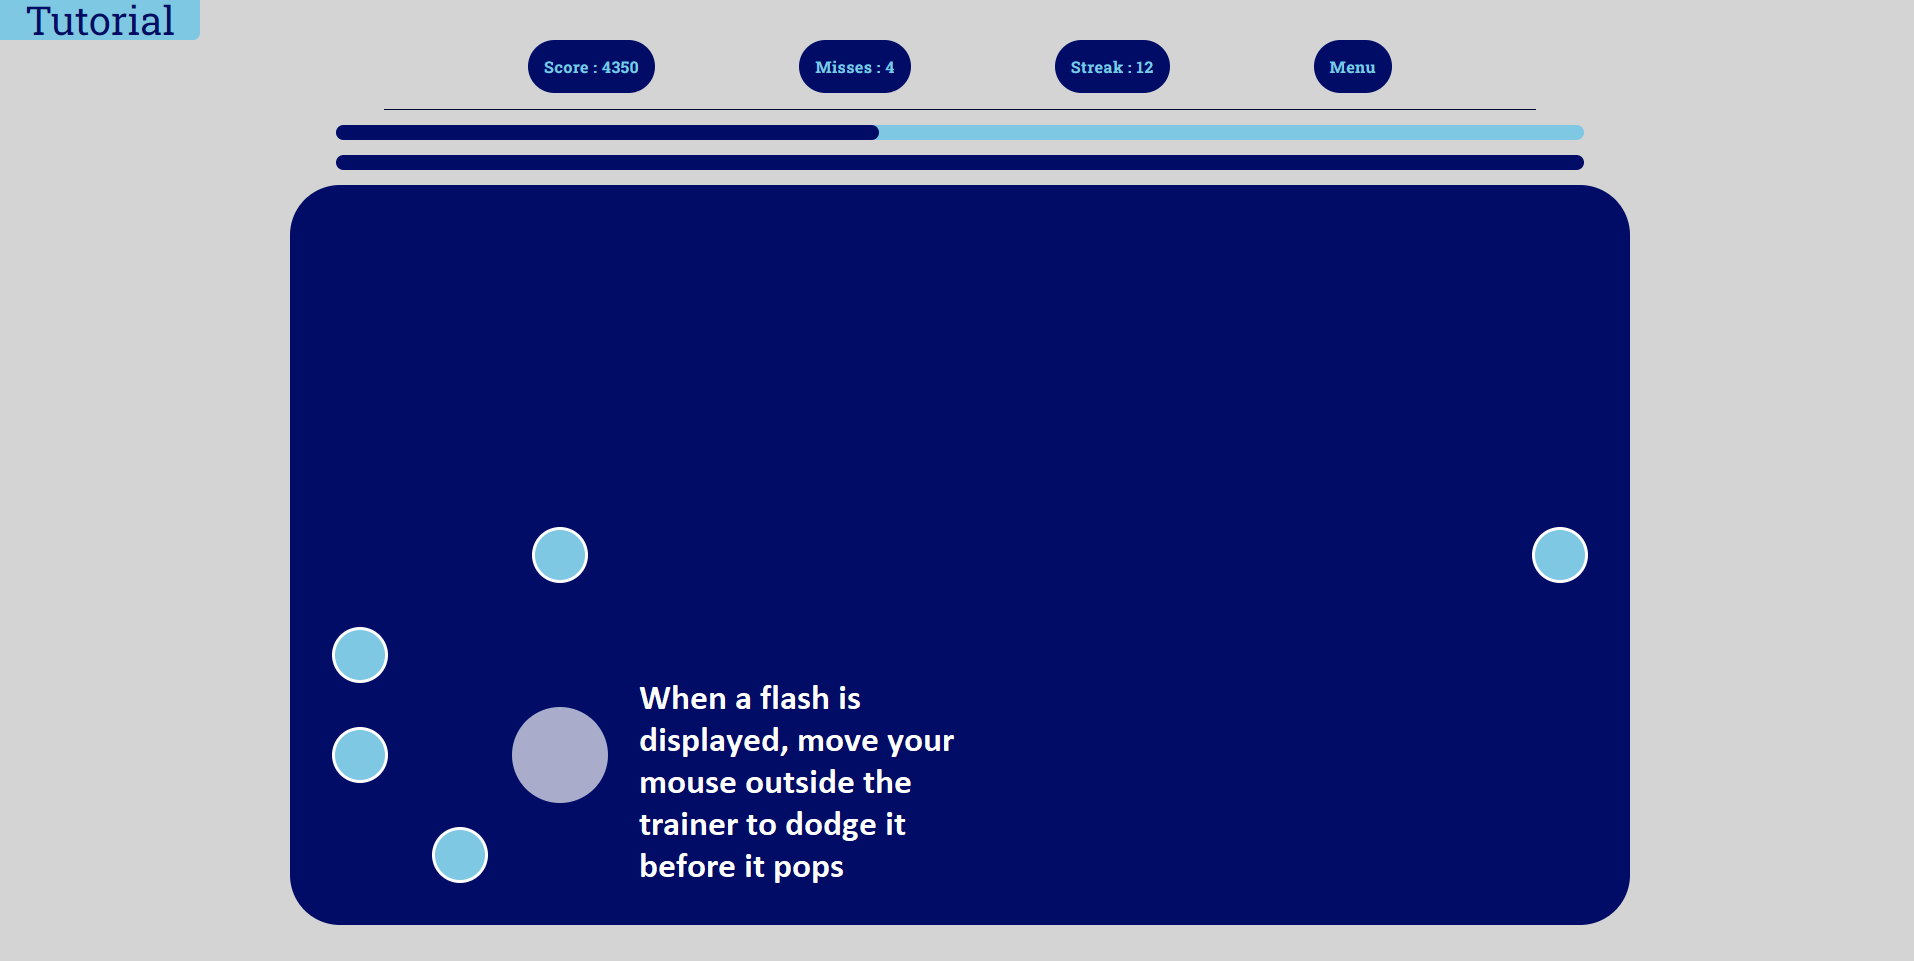 Tutorial
Score : 4350
Misses : 4
Streak : 12
Menu
When a flash is
displayed, move your
mouse outside the
trainer to dodge it
before it pops